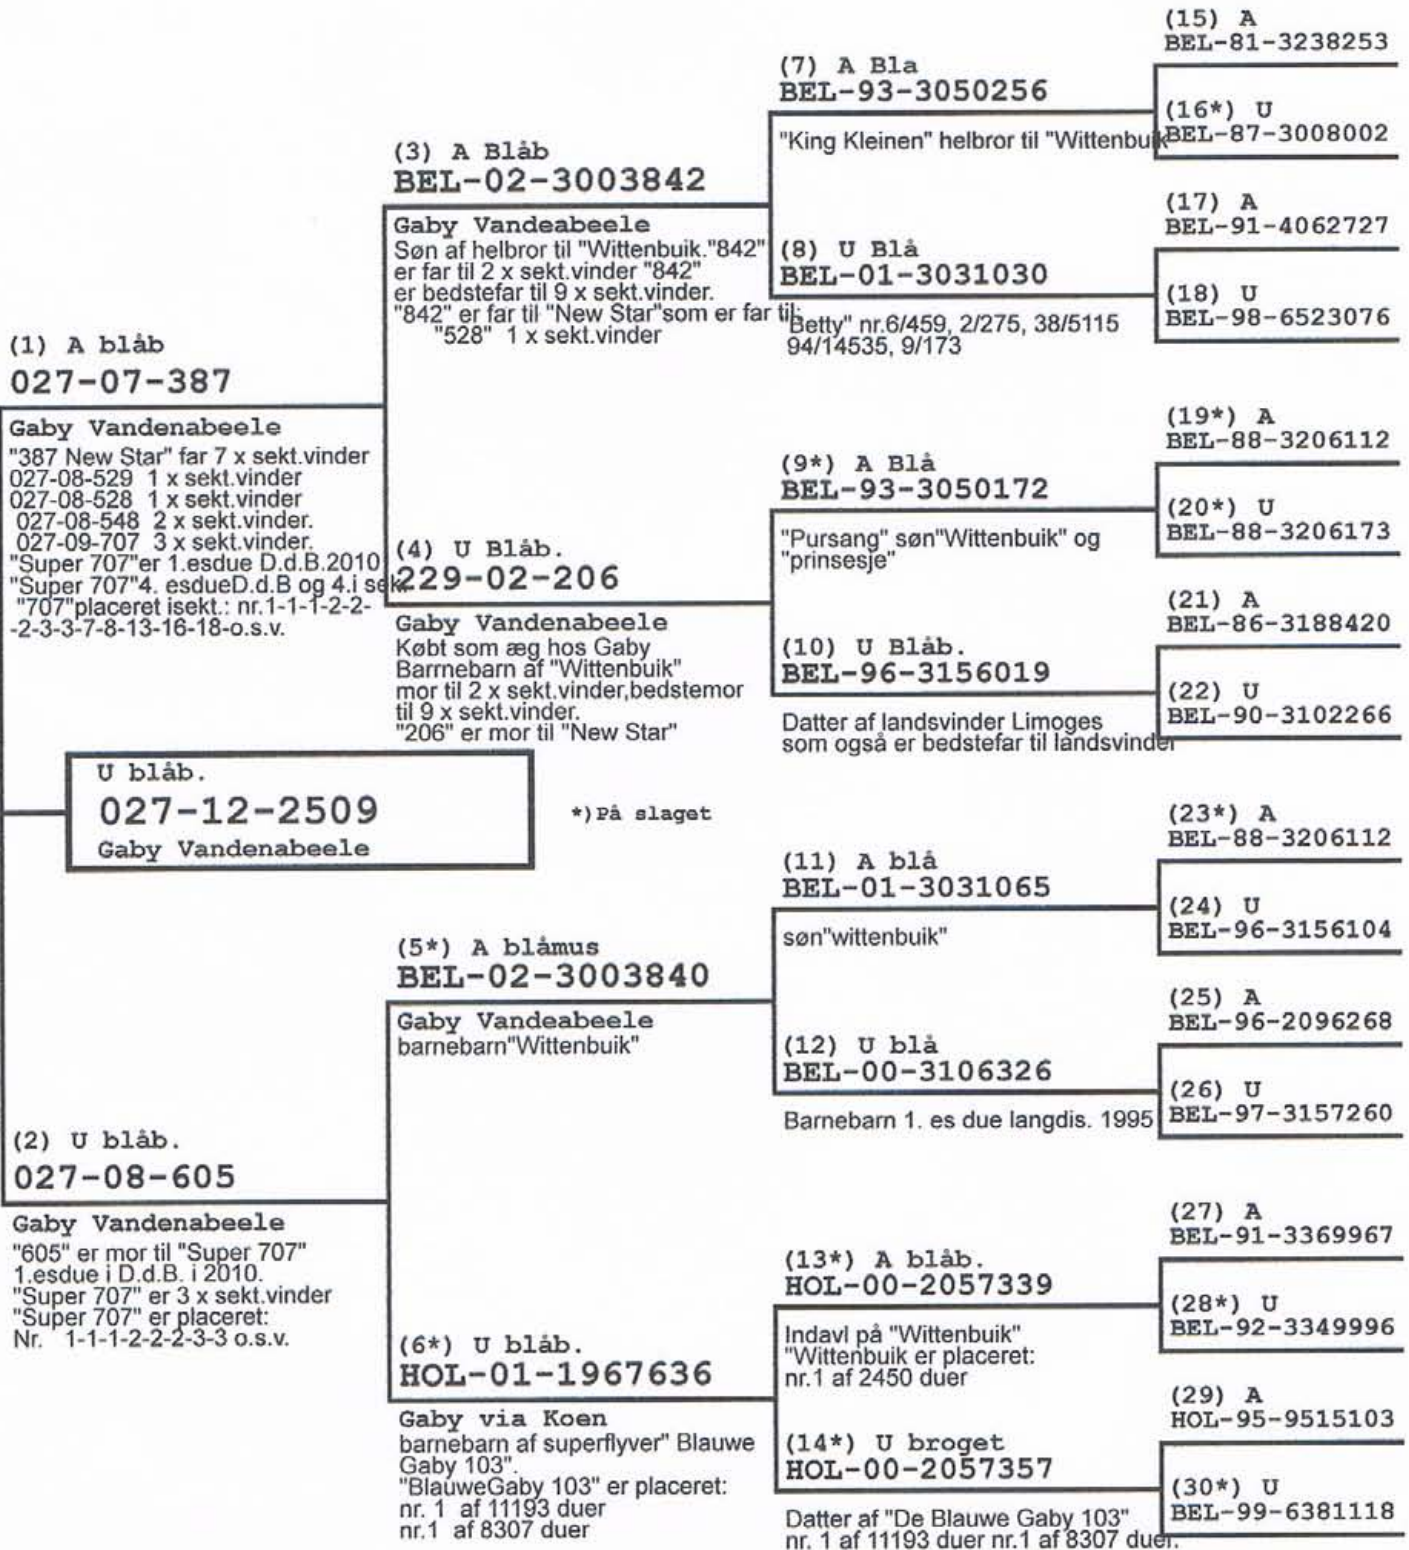 (1) A blåb
027-07-387
Gaby Vandenabeele
"387 New Star" far 7 x sekt.vinder
027-08-529 1 x sekt.vinder
027-08-528 1 x sekt.vinder
027-08-548 2 x sekt.vinder.
027-09-707 3 x sekt.vinder.
"Super 707"er 1.esdue D.d.B.2010
"Super 707"4. esdueD.d.B og 4.i sekt.
"707"placeret isekt.: nr.1-1-1-2-2-
-2-3-3-7-8-13-16-18-o.s.v.
U blåb.
027-12-2509
Gaby Vandenabeele
*)På slaget
(2) U blåb.
027-08-605
Gaby Vandenabeele
"605" er mor til "Super 707"
1.esdue i D.d.B. i 2010.
"Super 707" er 3 x sekt.vinder
"Super 707" er placeret:
Nr. 1-1-1-2-2-2-3-3 o.s.v.
(3) A Blåb
BEL-02-3003842
Gaby Vandeabeele
Søn af helbror til "Wittenbuik."842"
er far til 2 x sekt.vinder "842"
er bedstefar til 9 x sekt.vinder.
"842" er far til "New Star"som er far til:
"528" 1 x sekt.vinder
(4) U Blåb.
229-02-206
Gaby Vandenabeele
Købt som æg hos Gaby
Barrnebarn af "Wittenbuik"
mor til 2 x sekt.vinder,bedstemor
til 9 x sekt.vinder.
"206" er mor til "New Star"
(5*) A blåmus
BEL-02-3003840
Gaby Vandeabeele
barnebarn"Wittenbuik"
(6*) U blåb.
HOL-01-1967636
Gaby via Koen
barnebarn af superflyver" Blauwe
Gaby 103".
"BlauweGaby 103" er placeret:
nr. 1 af 11193 duer
nr.1 af 8307 duer
(7) A Bla
BEL-93-3050256
"King Kleinen" helbror til "Wittenbuik
(8) U Blå
BEL-01-3031030
"Betty" nr.6/459, 2/275, 38/5115
94/14535, 9/173
(9*) A Blå
BEL-93-3050172
"Pursang" søn"Wittenbuik" og
"prinsesje"
(10) U Blåb.
BEL-96-3156019
Datter af landsvinder Limoges
som også er bedstefar til landsvinder
(11) A blå
BEL-01-3031065
søn"wittenbuik"
(12) U blå
BEL-00-3106326
Barnebarn 1. es due langdis. 1995
(13*) A blåb.
HOL-00-2057339
Indavl på "Wittenbuik"
"Wittenbuik er placeret:
nr.1 af 2450 duer
(14*) U broget
HOL-00-2057357
Datter af "De Blauwe Gaby 103"
nr. 1 af 11193 duer nr.1 af 8307 duer.
(15) A
BEL-81-3238253
(16*) U
BEL-87-3008002
(17) A
BEL-91-4062727
(18) U
BEL-98-6523076
(19*) A
BEL-88-3206112
(20*) U
BEL-88-3206173
(21) A
BEL-86-3188420
(22) U
BEL-90-3102266
(23*) A
BEL-88-3206112
(24) U
BEL-96-3156104
(25) A
BEL-96-2096268
(26) U
BEL-97-3157260
(27) A
BEL-91-3369967
(28*) U
BEL-92-3349996
(29) A
HOL-95-9515103
(30*) U
BEL-99-6381118